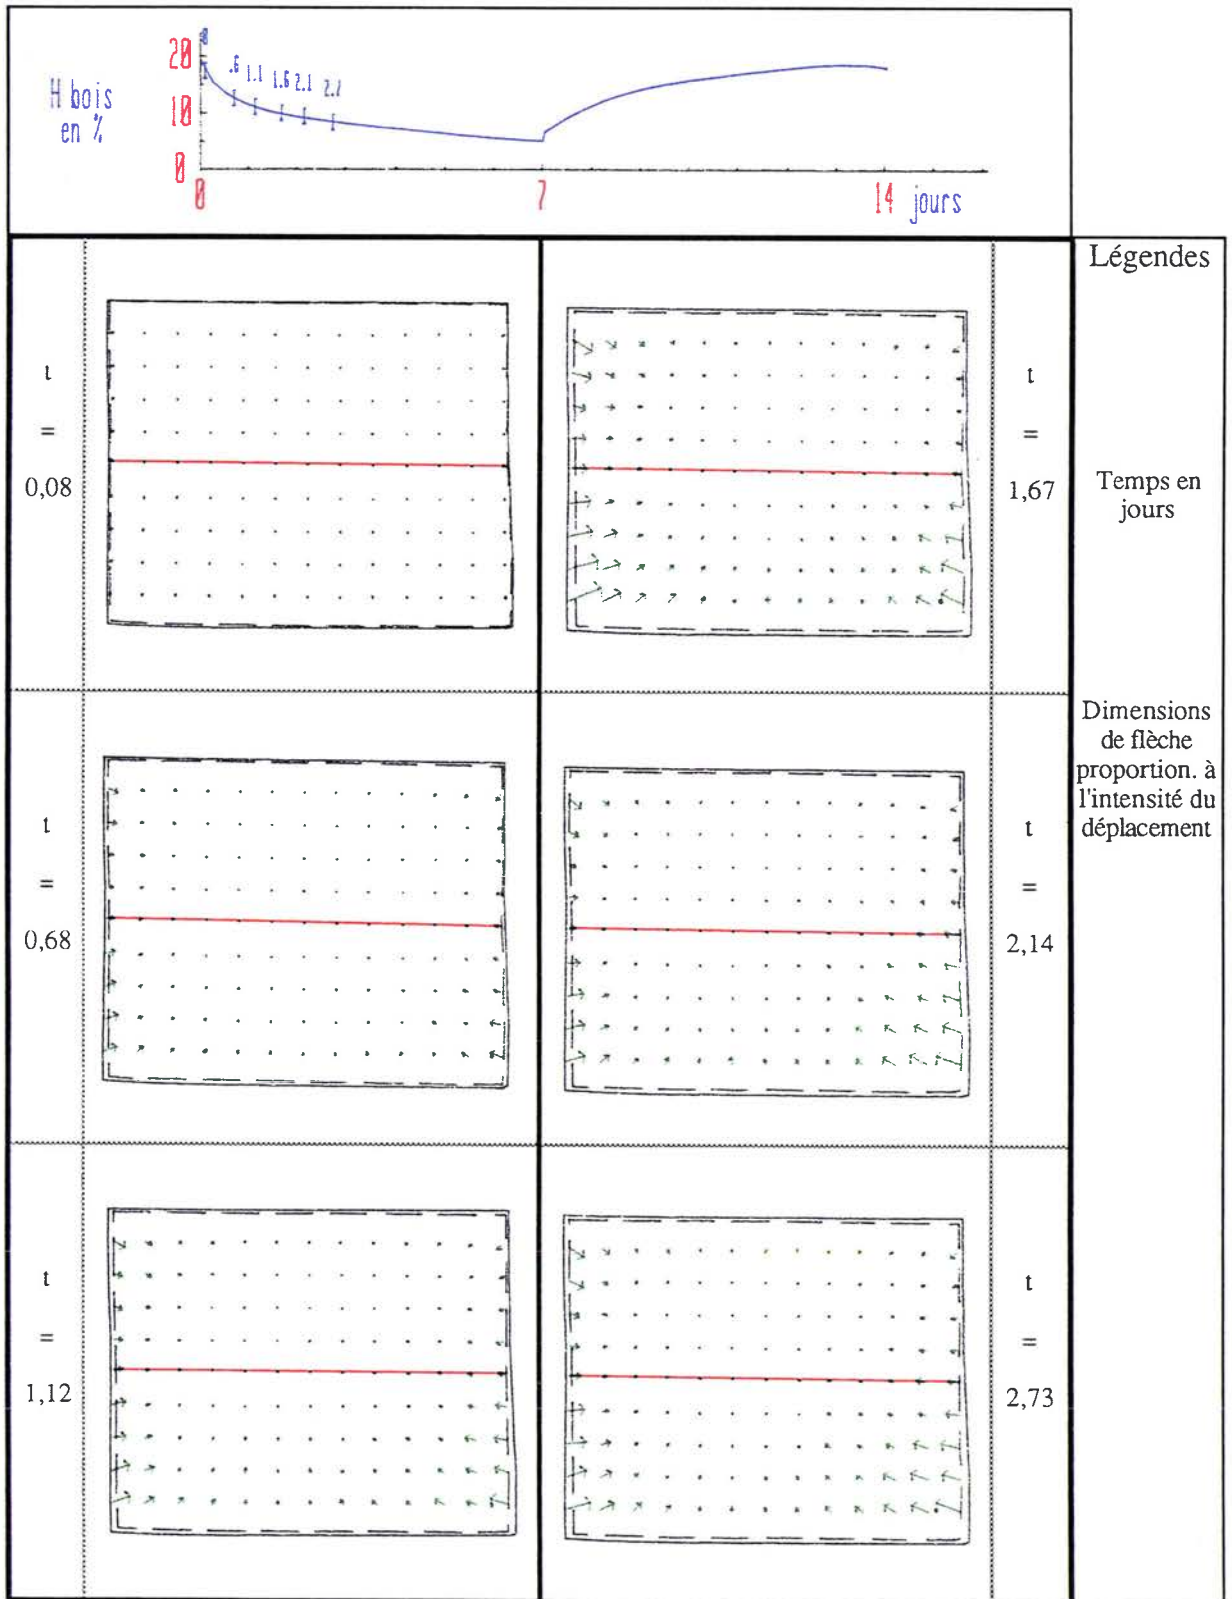 20
.6 1.1 1.6 2.1 2.7
H bois
en %
10
0
0 7 14 jours
Légendes
t
=
0,08
t
=
1,67
Temps en
jours
t
=
0,68
t
=
2,14
Dimensions
de flèche
proportion. à
l'intensité du
déplacement
t
=
1,12
t
=
2,73